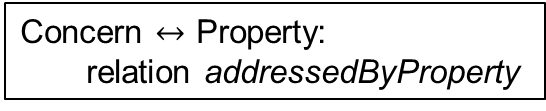 Concern ↔ Property:
relation addressedByProperty